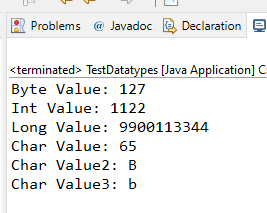 Problems @ Javadoc Declaration
<terminated> TestDatatypes [Java Application] C
Byte Value: 127
Int Value: 1122
Long Value: 9900113344
Char Value: 65
Char Value2: B
Char Value3: b